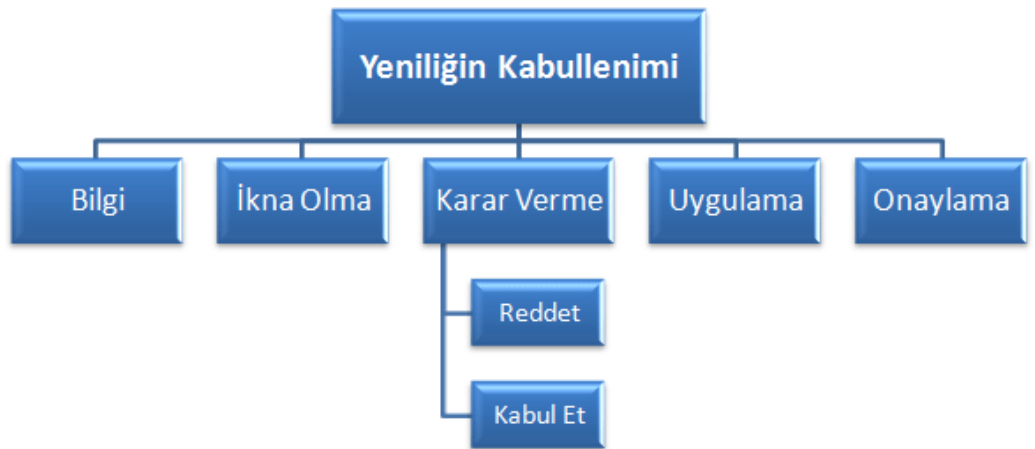 Yeniliğin Kabullenimi
Bilgi
İkna Olma
Karar Verme
Uygulama
Onaylama
Reddet
Kabul Et